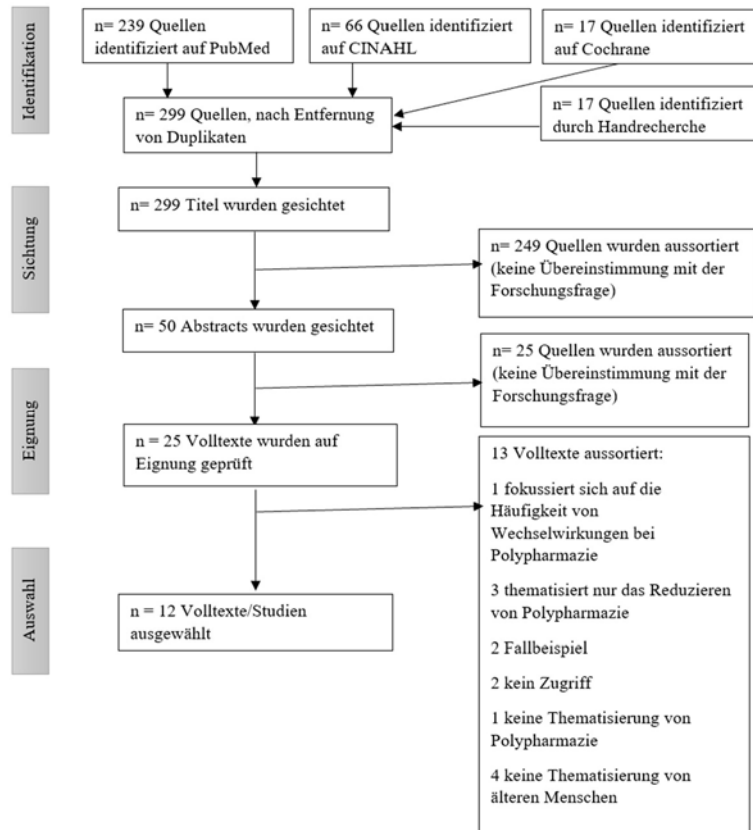 Identifikation
n= 239 Quellen
identifiziert auf PubMed
n= 66 Quellen identifiziert
auf CINAHL
n= 17 Quellen identifiziert
auf Cochrane
n= 299 Quellen, nach Entfernung
von Duplikaten
n= 17 Quellen identifiziert
durch Handrecherche
Sichtung
n= 299 Titel wurden gesichtet
n= 249 Quellen wurden aussortiert
(keine Übereinstimmung mit der
Forschungsfrage)
n= 50 Abstracts wurden gesichtet
n= 25 Quellen wurden aussortiert
(keine Übereinstimmung mit der
Forschungsfrage)
Eignung
n = 25 Volltexte wurden auf
Eignung geprüft
13 Volltexte aussortiert:
1 fokussiert sich auf die
Häufigkeit von
Wechselwirkungen bei
Polypharmazie
3 thematisiert nur das Reduzieren
von Polypharmazie
2 Fallbeispiel
2 kein Zugriff
1 keine Thematisierung von
Polypharmazie
4 keine Thematisierung von
älteren Menschen
Auswahl
n = 12 Volltexte/Studien
ausgewählt